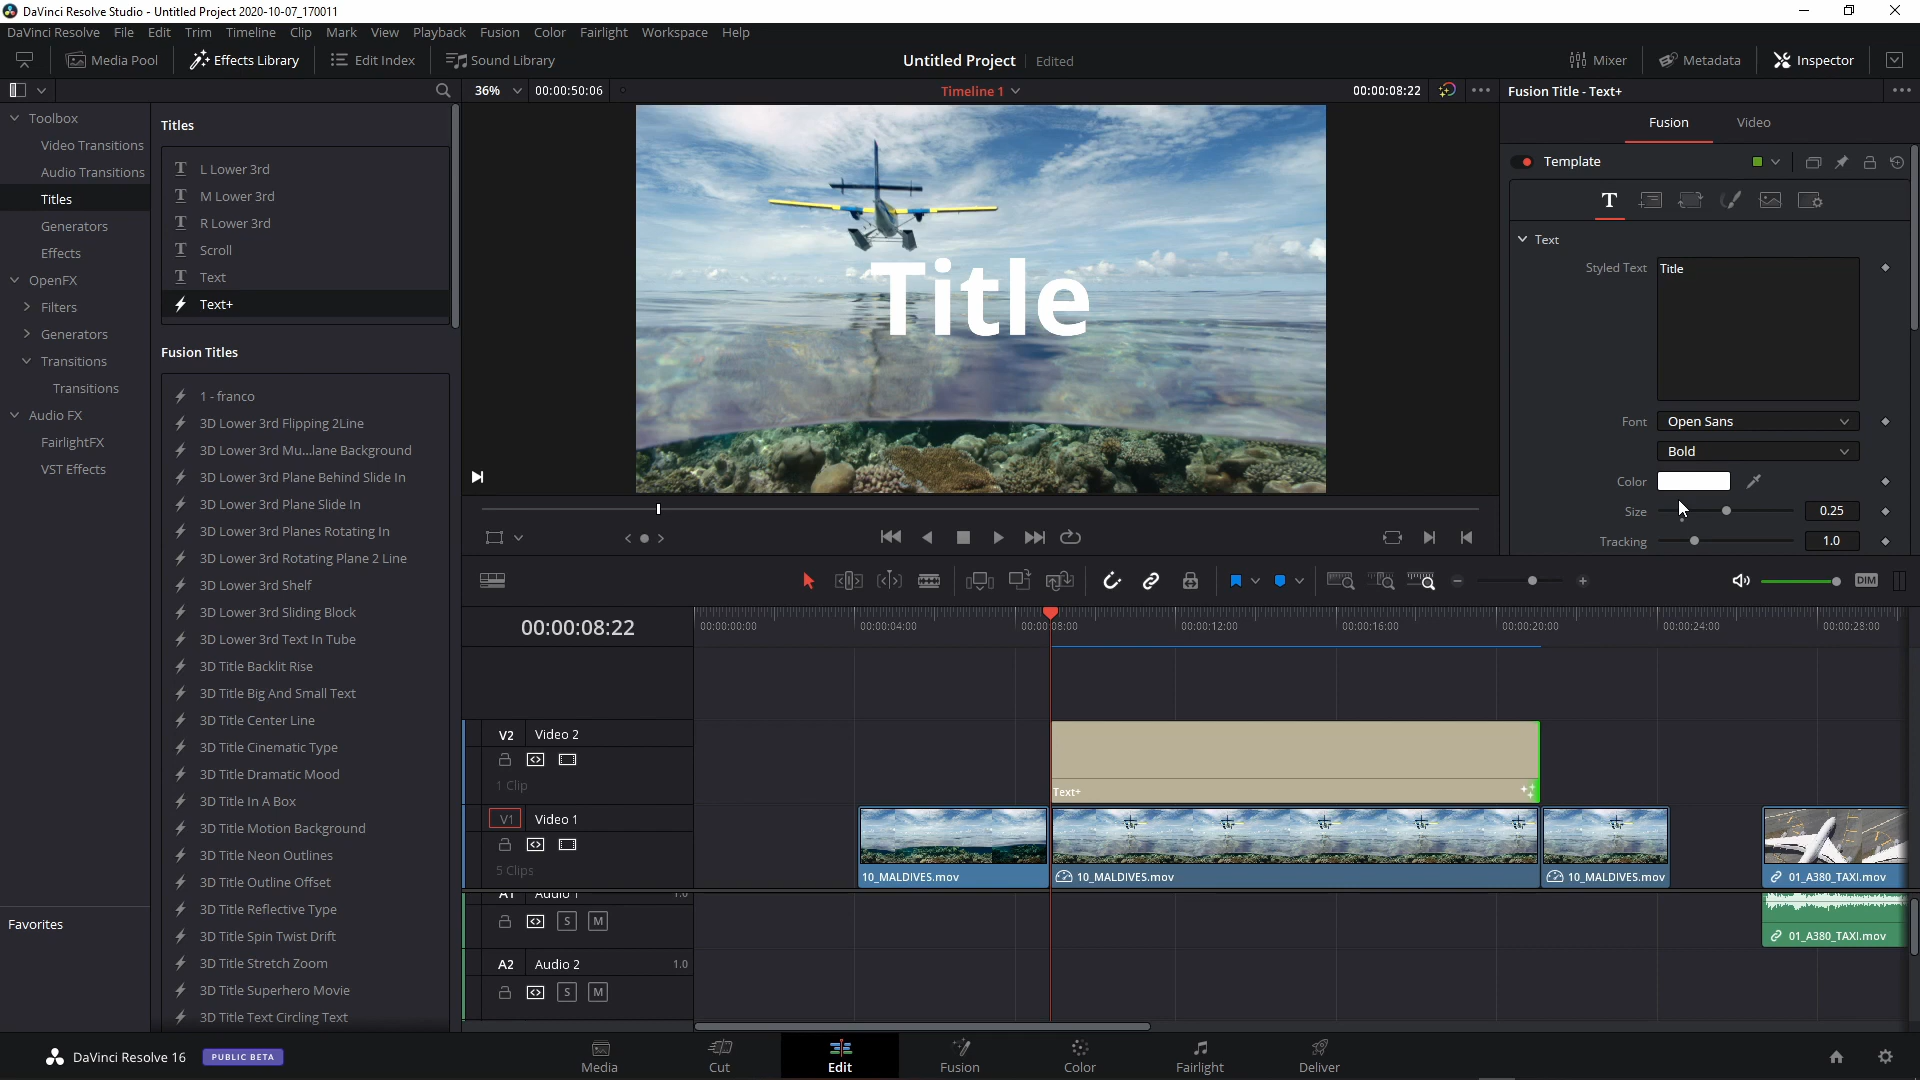 DaVinci Resolve Studio - Untitled Project 2020-10-07_170011
DaVinci Resolve File Edit Trim Timeline Clip Mark View Playback Fusion Color Fairlight Workspace Help
Media Pool Effects Library Edit Index Sound Library Untitled Project Edited Mixer Metadata Inspector
36% 00:00:50:06 Timeline 1 00:00:08:22 Fusion Title - Text+
Toolbox
Video Transitions
Audio Transitions
Titles
Generators
Effects
OpenFX
Filters
Generators
Transitions
Transitions
Audio FX
FairlightFX
VST Effects
Favorites
Titles
L Lower 3rd
M Lower 3rd
R Lower 3rd
Scroll
Text
Text+
Fusion Titles
1 - franco
3D Lower 3rd Flipping 2Line
3D Lower 3rd Mu...lane Background
3D Lower 3rd Plane Behind Slide In
3D Lower 3rd Plane Slide In
3D Lower 3rd Planes Rotating In
3D Lower 3rd Rotating Plane 2 Line
3D Lower 3rd Shelf
3D Lower 3rd Sliding Block
3D Lower 3rd Text In Tube
3D Title Backlit Rise
3D Title Big And Small Text
3D Title Center Line
3D Title Cinematic Type
3D Title Dramatic Mood
3D Title In A Box
3D Title Motion Background
3D Title Neon Outlines
3D Title Outline Offset
3D Title Reflective Type
3D Title Spin Twist Drift
3D Title Stretch Zoom
3D Title Superhero Movie
3D Title Text Circling Text
Title
Fusion Video
Template
T
Text
Styled Text Title
Font Open Sans
Bold
Color
Size 0.25
Tracking 1.0
DIM
00:00:08:22
00:00:00:00 00:00:04:00 00:00:08:00 00:00:12:00 00:00:16:00 00:00:20:00 00:00:24:00 00:00:28:00
V2 Video 2
1 Clip
Text+
V1 Video 1
5 Clips
10_MALDIVES.mov 10_MALDIVES.mov 10_MALDIVES.mov 01_A380_TAXI.mov
A1 Audio 1 1.0
S M
01_A380_TAXI.mov
A2 Audio 2 1.0
S M
DaVinci Resolve 16 PUBLIC BETA
Media Cut Edit Fusion Color Fairlight Deliver